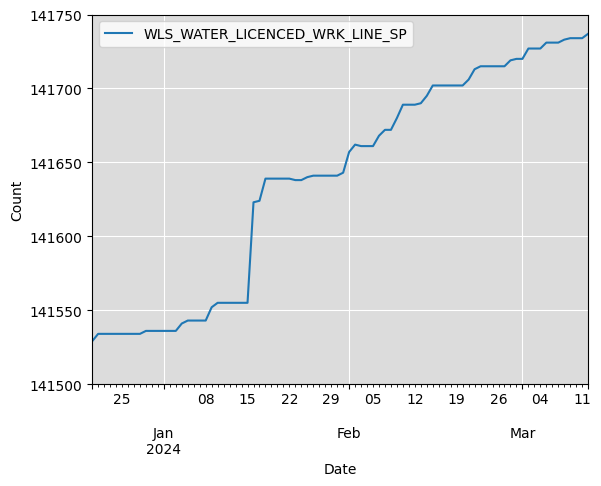 WLS_WATER_LICENCED_WRK_LINE_SP
141750
141700
141650
141600
141550
141500
Count
25 08 15 22 29 05 12 19 26 04 11
Jan Feb Mar
2024
Date